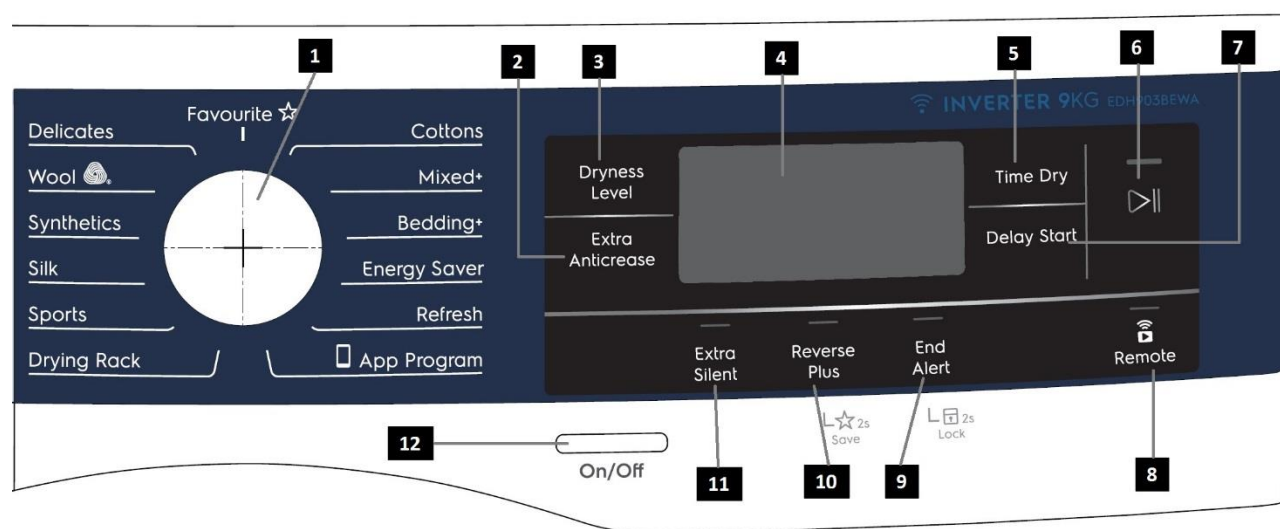 1
2
3
4
5
6
7
INVERTER 9KG EDH903BEWA
Favourite
Delicates
Wool
®
Synthetics
Silk
Sports
Drying Rack
Cottons
Mixed+
Bedding+
Energy Saver
Refresh
App Program
Dryness
Level
Extra
Anticrease
Time Dry
Delay Start
Extra
Silent
Reverse
Plus
End
Alert
Remote
2s
Save
2s
Lock
On/Off
12
11
10
9
8